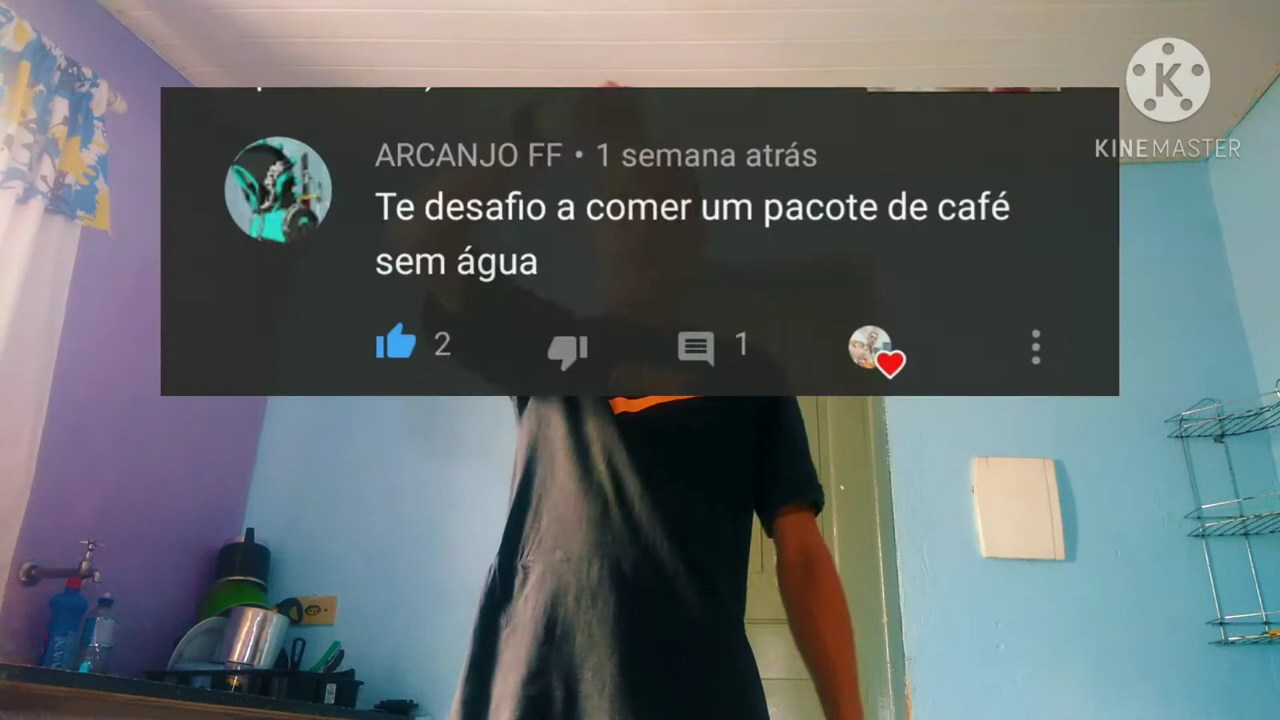 K
KINEMASTER
ARCANJO FF • 1 semana atrás
Te desafio a comer um pacote de café
sem água
2
1